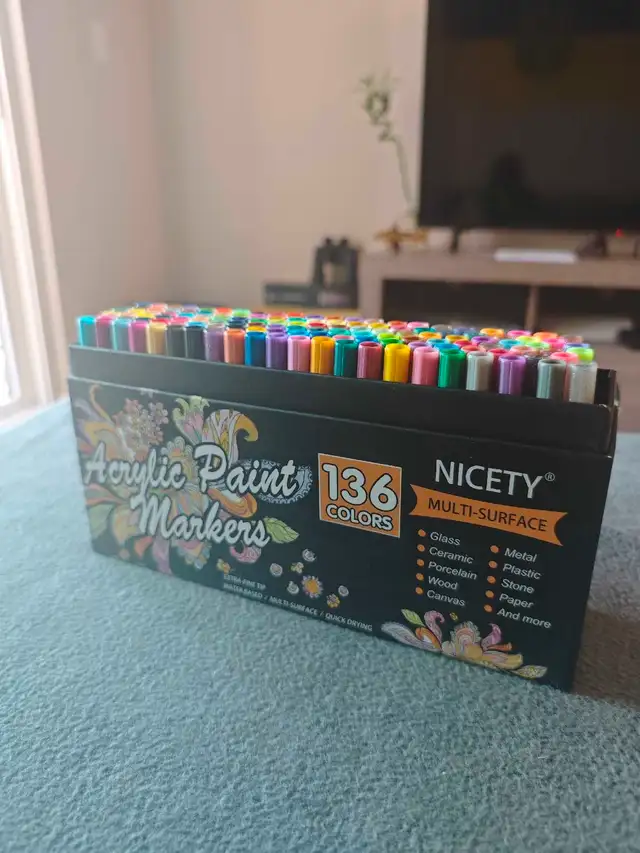 Acrylic Paint
Markers
136
COLORS
EXTRA-FINE TIP
WATER BASED / MULTI-SURFACE / QUICK DRYING
NICETY®
MULTI-SURFACE
Glass
Ceramic
Porcelain
Wood
Canvas
Metal
Plastic
Stone
Paper
And more